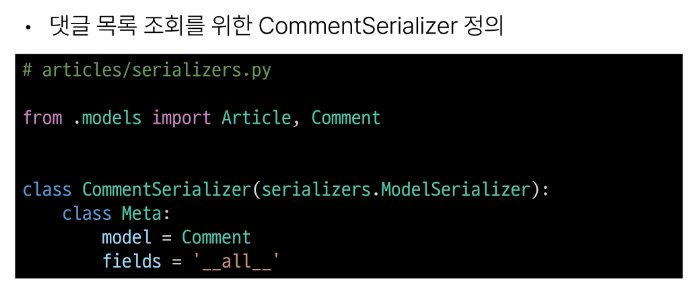 • 댓글 목록 조회를 위한 CommentSerializer 정의
# articles/serializers.py
from .models import Article, Comment
class CommentSerializer(serializers.ModelSerializer):
    class Meta:
        model = Comment
        fields = '__all__'